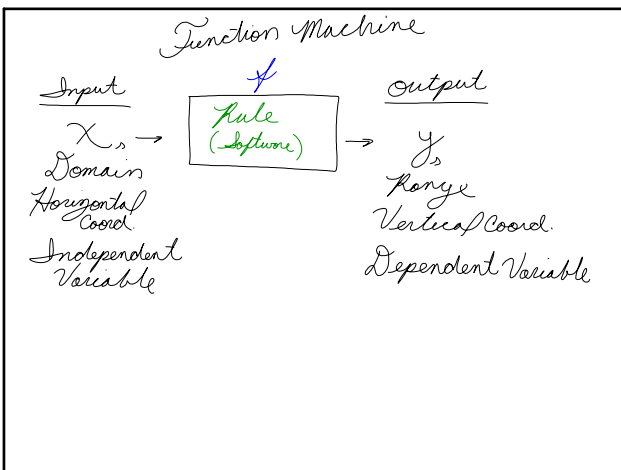 Function Machine
Input
Xs →
Domain
Horizontal
Coord.
Independent
Variable
f
Rule
(Software)
→
output
ys
Range
Vertical Coord.
Dependent Variable